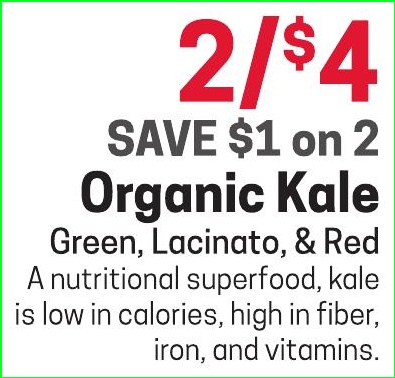 2/$4
SAVE $1 on 2
Organic Kale
Green, Lacinato, & Red
A nutritional superfood, kale
is low in calories, high in fiber,
iron, and vitamins.